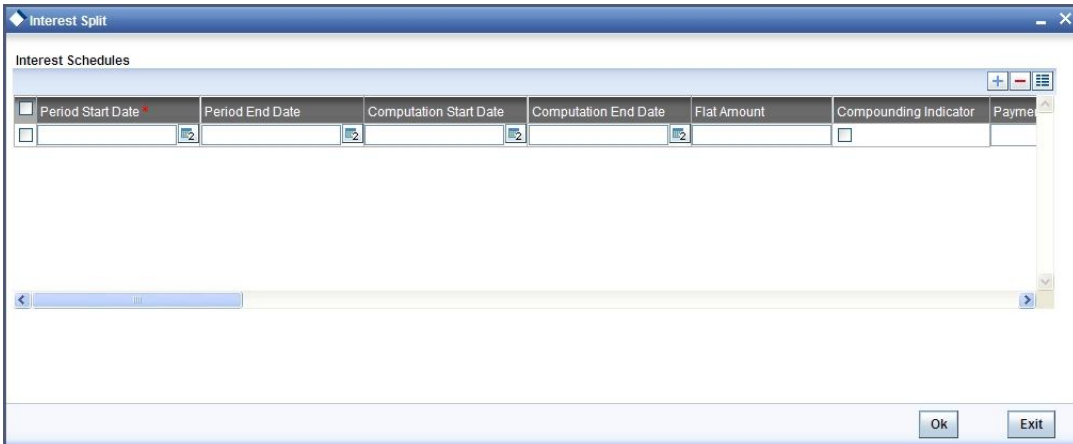 Interest Split
Interest Schedules
Period Start Date * Period End Date Computation Start Date Computation End Date Flat Amount Compounding Indicator Paymer
Ok Exit